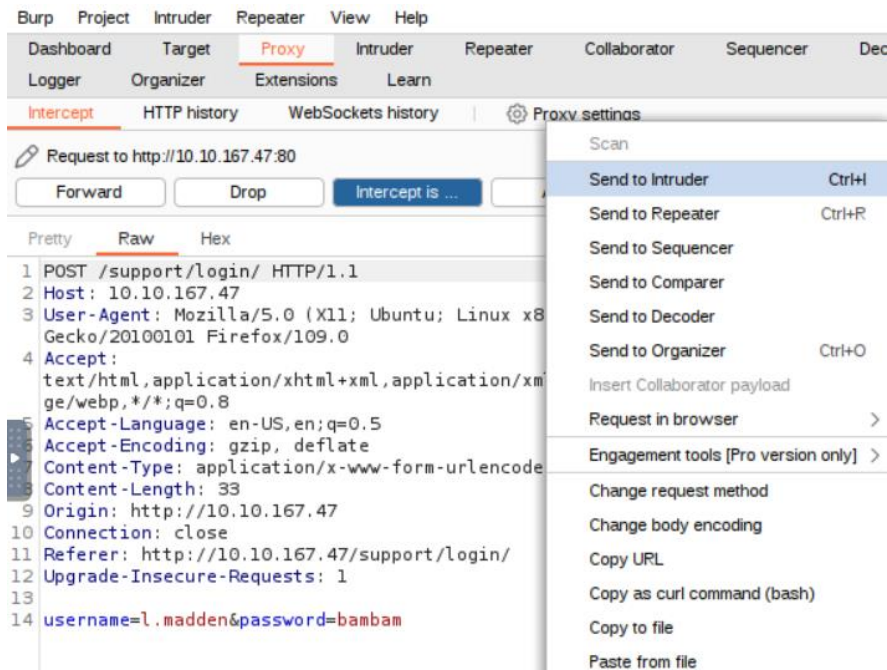 Burp Project Intruder Repeater View Help
Dashboard Target Proxy Intruder Repeater Collaborator Sequencer Dec
Logger Organizer Extensions Learn
Intercept HTTP history WebSockets history Proxy settings
Request to http://10.10.167.47:80
Forward Drop Intercept is ...
Pretty Raw Hex
1 POST /support/login/ HTTP/1.1
2 Host: 10.10.167.47
3 User-Agent: Mozilla/5.0 (X11; Ubuntu; Linux x8
Gecko/20100101 Firefox/109.0
4 Accept:
text/html,application/xhtml+xml,application/xm
ge/webp,*/*;q=0.8
5 Accept-Language: en-US,en;q=0.5
6 Accept-Encoding: gzip, deflate
7 Content-Type: application/x-www-form-urlencode
8 Content-Length: 33
9 Origin: http://10.10.167.47
10 Connection: close
11 Referer: http://10.10.167.47/support/login/
12 Upgrade-Insecure-Requests: 1
13
14 username=l.madden&password=bambam
Scan
Send to Intruder Ctrl+I
Send to Repeater Ctrl+R
Send to Sequencer
Send to Comparer
Send to Decoder
Send to Organizer Ctrl+O
Insert Collaborator payload
Request in browser
Engagement tools [Pro version only]
Change request method
Change body encoding
Copy URL
Copy as curl command (bash)
Copy to file
Paste from file